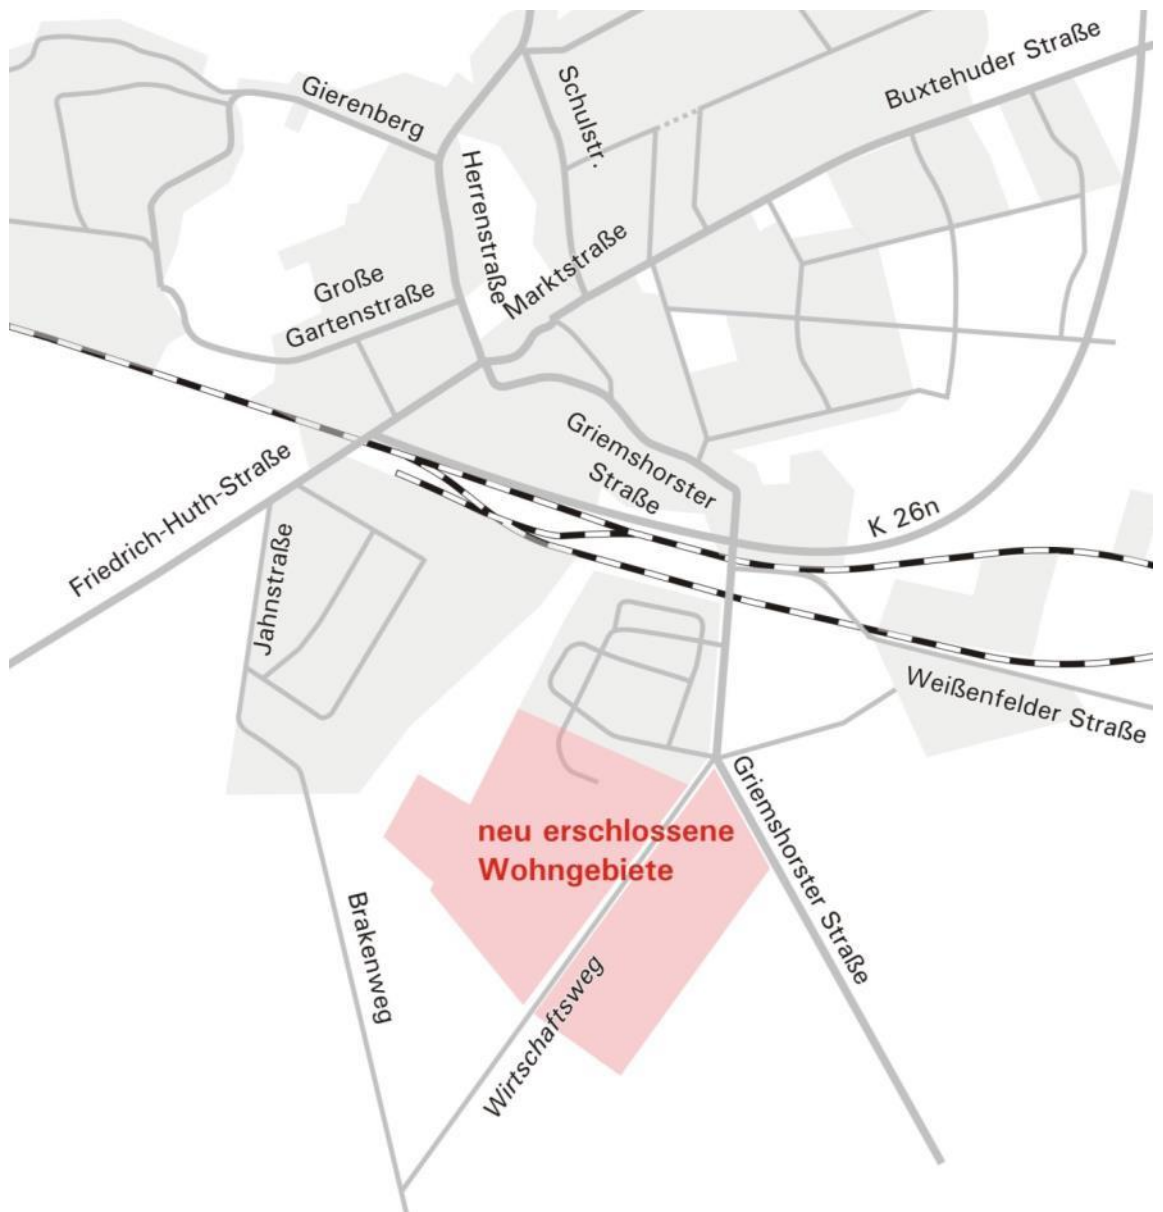 Buxtehuder Straße
Gierenberg
Schulstr.
Herrenstraße
Marktstraße
Große
Gartenstraße
Griemshorster
Straße
Friedrich-Huth-Straße
K 26n
Jahnstraße
Weißenfelder Straße
Griemshorster Straße
neu erschlossene
Wohngebiete
Brakenweg
Wirtschaftsweg